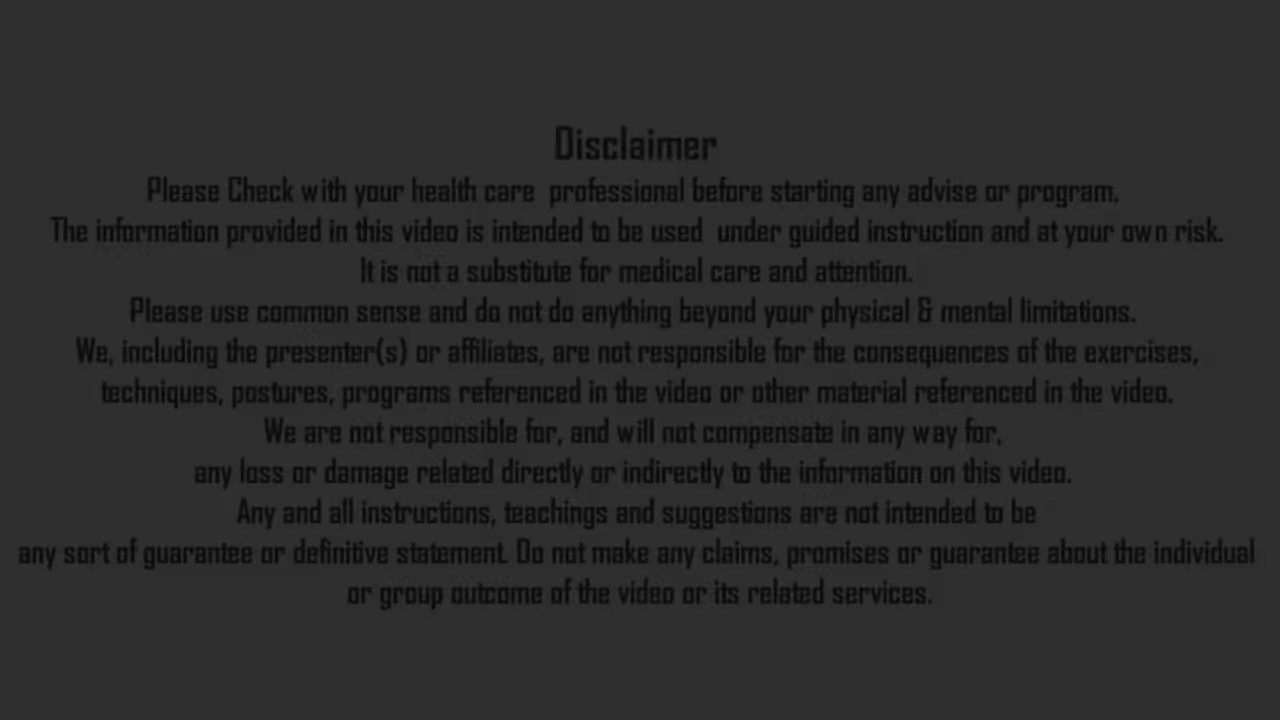 Disclaimer
Please Check with your health care professional before starting any advise or program.
The information provided in this video is intended to be used under guided instruction and at your own risk.
It is not a substitute for medical care and attention.
Please use common sense and do not do anything beyond your physical & mental limitations.
We, including the presenter(s) or affiliates, are not responsible for the consequences of the exercises,
techniques, postures, programs referenced in the video or other material referenced in the video.
We are not responsible for, and will not compensate in any way for,
any loss or damage related directly or indirectly to the information on this video.
Any and all instructions, teachings and suggestions are not intended to be
any sort of guarantee or definitive statement. Do not make any claims, promises or guarantee about the individual
or group outcome of the video or its related services.